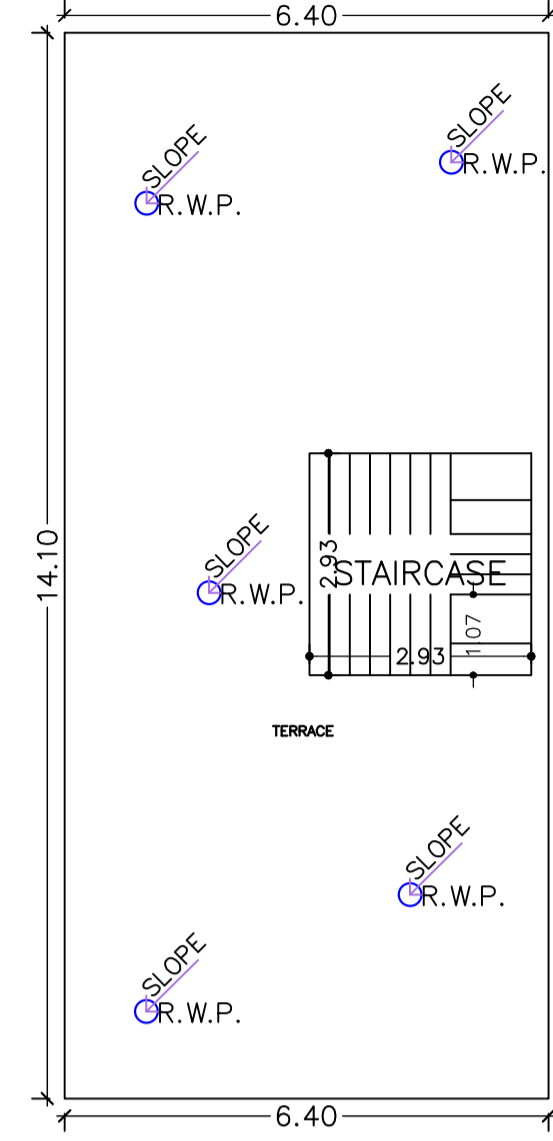 6.40
SLOPE
R.W.P.
SLOPE
R.W.P.
14.10
SLOPE
R.W.P.
2.93
STAIRCASE
1.07
2.93
TERRACE
SLOPE
R.W.P.
SLOPE
R.W.P.
6.40